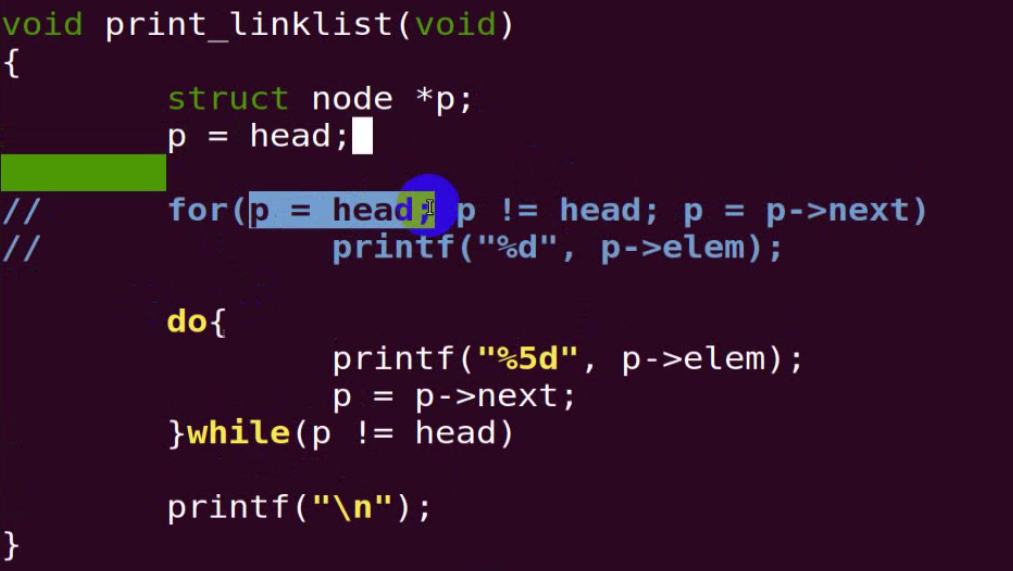 void print_linklist(void)
{
struct node *p;
p = head;
// for(p = head; p != head; p = p->next)
// printf("%d", p->elem);
do{
printf("%5d", p->elem);
p = p->next;
}while(p != head)
printf("\n");
}